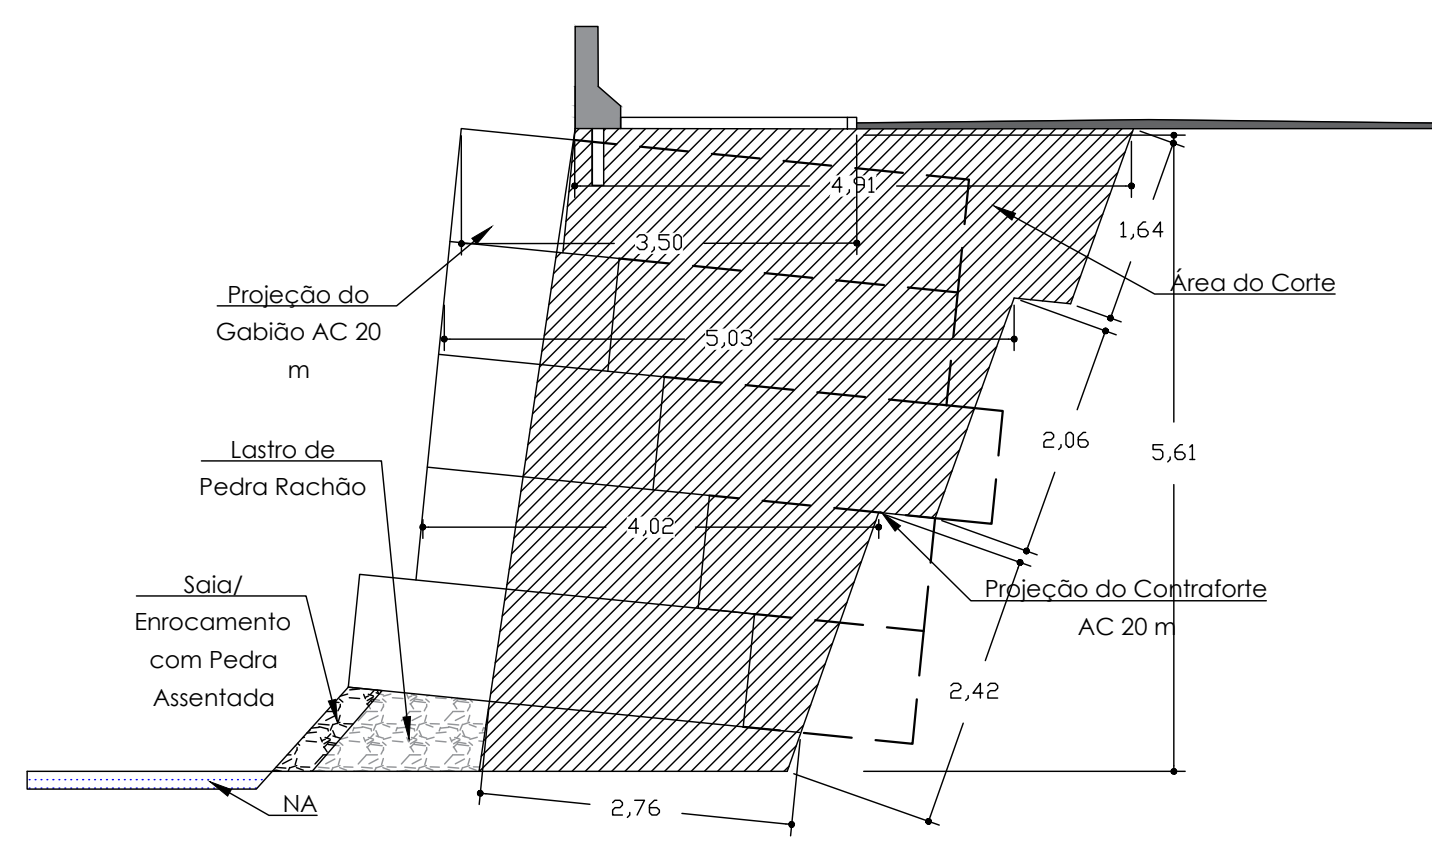 4,91
1,64
3,50
Área do Corte
Projeção do
Gabião AC 20
m
5,03
2,06
5,61
Lastro de
Pedra Rachão
4,02
Saia/
Enrocamento
com Pedra
Assentada
Projeção do Contraforte
AC 20 m
2,42
NA
2,76